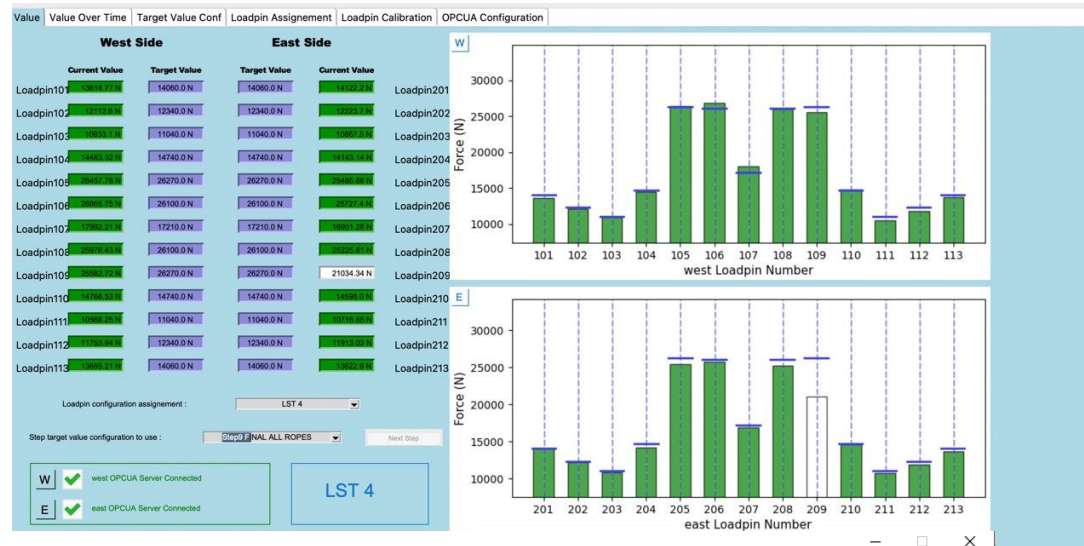 Value Value Over Time Target Value Conf Loadpin Assignement Loadpin Calibration OPCUA Configuration
West Side East Side
Current Value Target Value Target Value Current Value
Loadpin101 13618.77 N 14060.0 N 14060.0 N 14122.2 N Loadpin201
Loadpin102 12112.6 N 12340.0 N 12340.0 N 12223.7 N Loadpin202
Loadpin103 10933.1 N 11040.0 N 11040.0 N 10867.5 N Loadpin203
Loadpin104 14483.32 N 14740.0 N 14740.0 N 14143.14 N Loadpin204
Loadpin105 26457.78 N 26270.0 N 26270.0 N 25485.68 N Loadpin205
Loadpin106 26865.75 N 26100.0 N 26100.0 N 25727.4 N Loadpin206
Loadpin107 17992.21 N 17210.0 N 17210.0 N 16901.28 N Loadpin207
Loadpin108 25976.43 N 26100.0 N 26100.0 N 25225.81 N Loadpin208
Loadpin109 25582.72 N 26270.0 N 26270.0 N 21034.34 N Loadpin209
Loadpin110 14766.53 N 14740.0 N 14740.0 N 14598.0 N Loadpin210
Loadpin111 10568.25 N 11040.0 N 11040.0 N 10716.65 N Loadpin211
Loadpin112 11753.94 N 12340.0 N 12340.0 N 11913.03 N Loadpin212
Loadpin113 13695.21 N 14060.0 N 14060.0 N 13622.6 N Loadpin213
Loadpin configuration assignement : LST 4
Step target value configuration to use : Step9 F NAL ALL ROPES Next Step
W west OPCUA Server Connected
E east OPCUA Server Connected
LST 4
W
30000
25000
20000
15000
10000
Force (N)
101 102 103 104 105 106 107 108 109 110 111 112 113
west Loadpin Number
E
30000
25000
20000
15000
10000
Force (N)
201 202 203 204 205 206 207 208 209 210 211 212 213
east Loadpin Number